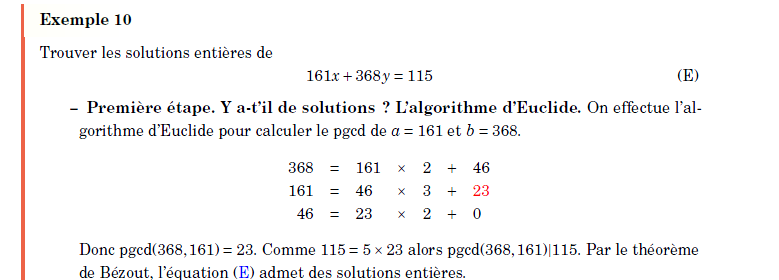 Exemple 10
Trouver les solutions entières de
161x + 368y = 115 (E)
– Première étape. Y a-t'il de solutions ? L'algorithme d'Euclide. On effectue l'al-
gorithme d'Euclide pour calculer le pgcd de a = 161 et b = 368.
368 = 161 × 2 + 46
161 = 46 × 3 + 23
46 = 23 × 2 + 0
Donc pgcd(368,161) = 23. Comme 115 = 5 × 23 alors pgcd(368,161)|115. Par le théorème
de Bézout, l'équation (E) admet des solutions entières.